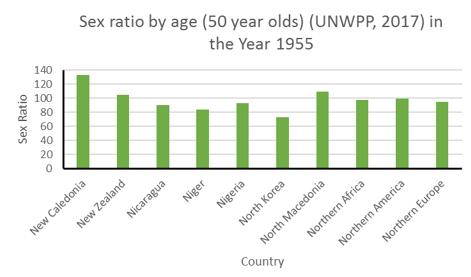 Sex ratio by age (50 year olds) (UNWPP, 2017) in
the Year 1955
140
120
100
80
60
40
20
0
Sex Ratio
New Caledonia
New Zealand
Nicaragua
Niger
Nigeria
North Korea
North Macedonia
Northern Africa
Northern America
Northern Europe
Country